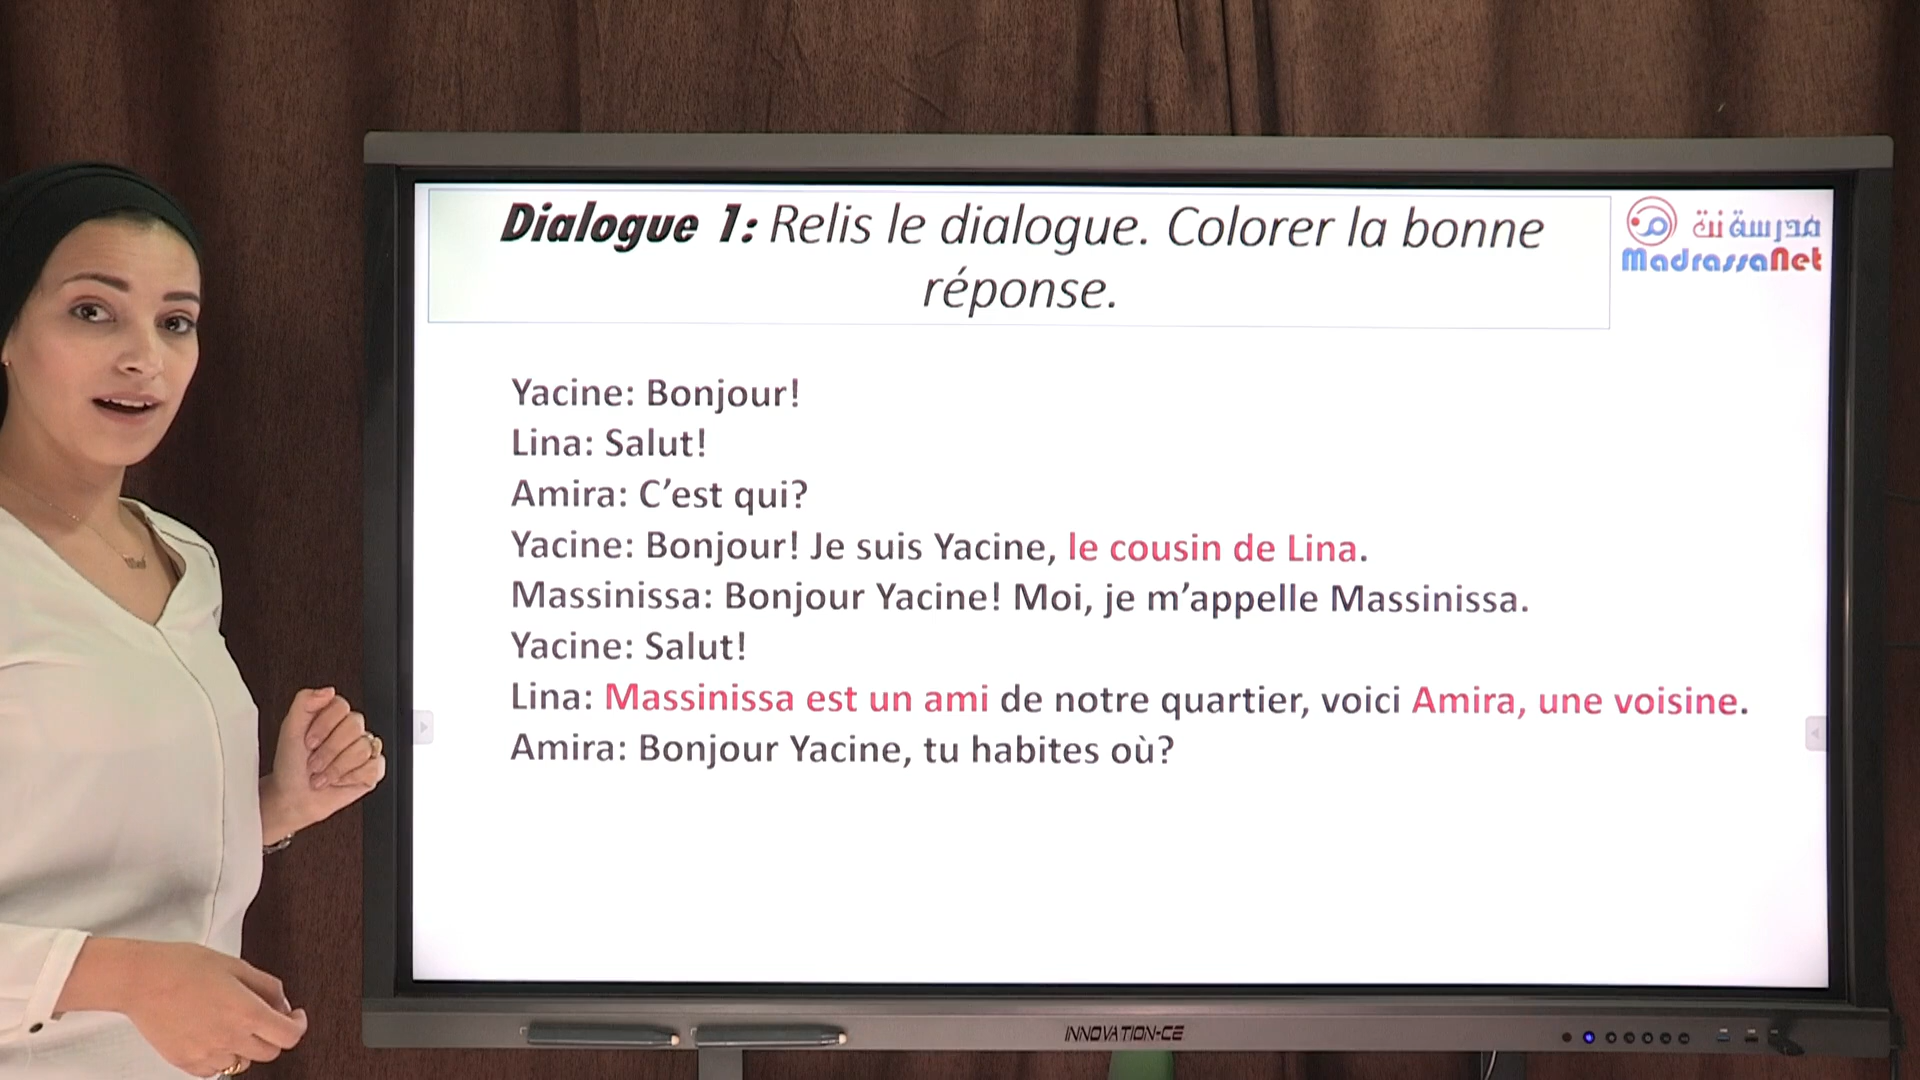 Dialogue 1: Relis le dialogue. Colorer la bonne
réponse.
مدرسة نت
MadrassaNet
Yacine: Bonjour!
Lina: Salut!
Amira: C’est qui?
Yacine: Bonjour! Je suis Yacine, le cousin de Lina.
Massinissa: Bonjour Yacine! Moi, je m’appelle Massinissa.
Yacine: Salut!
Lina: Massinissa est un ami de notre quartier, voici Amira, une voisine.
Amira: Bonjour Yacine, tu habites où?
INNOVATION-CE